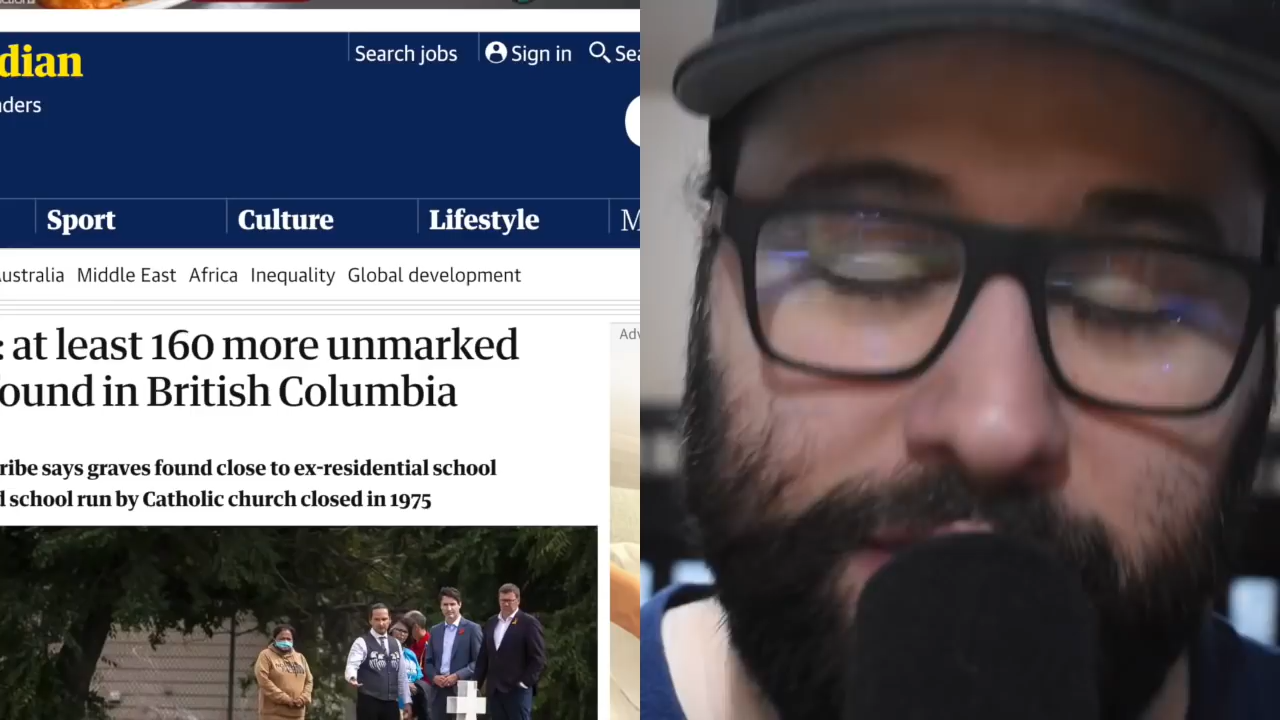 dian
Search jobs
Sign in
Sea
ders
Sport
Culture
Lifestyle
M
ustralia Middle East Africa Inequality Global development
: at least 160 more unmarked
ound in British Columbia
Adv
ribe says graves found close to ex-residential school
d school run by Catholic church closed in 1975